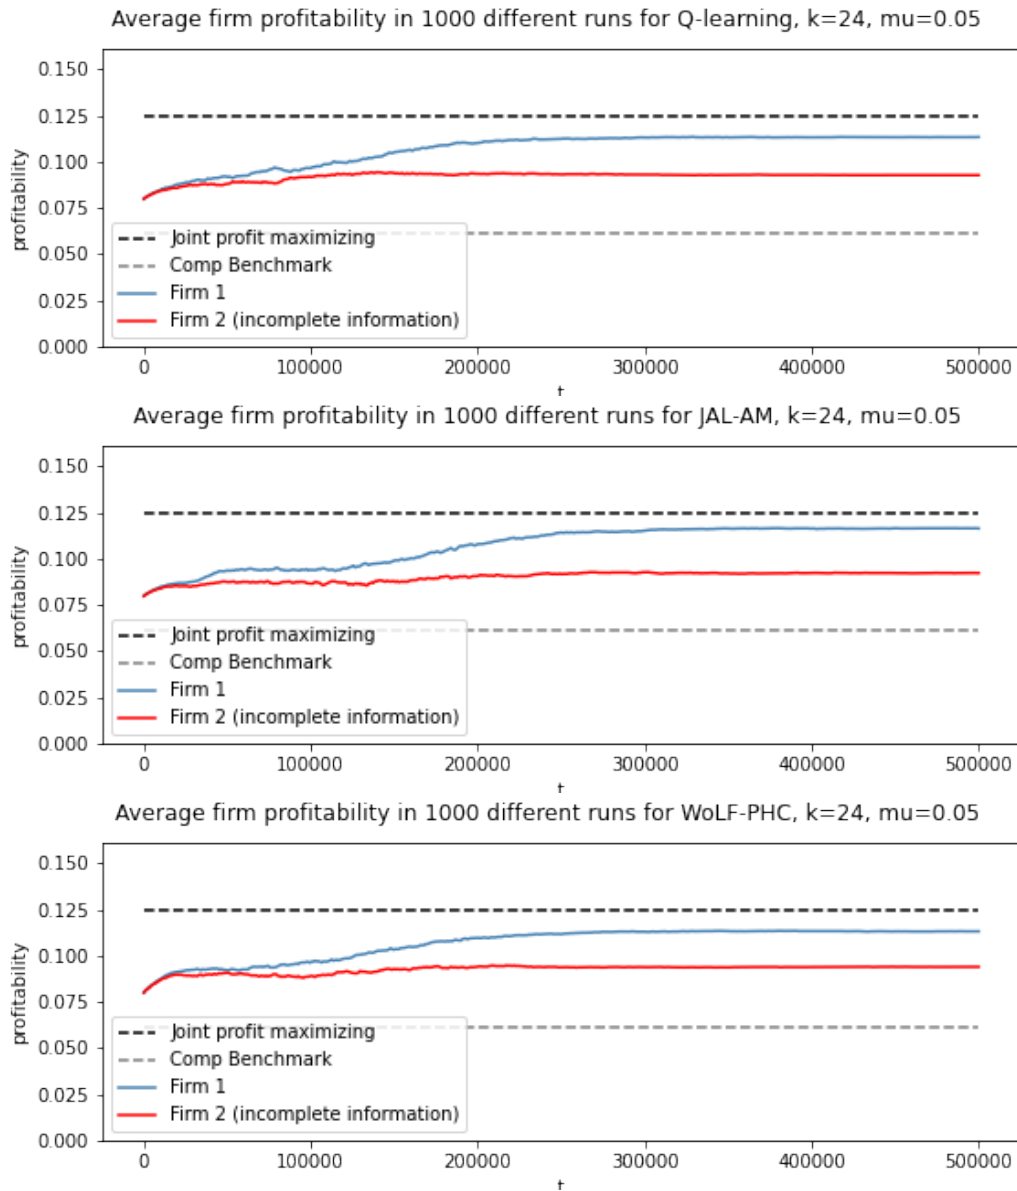 Average firm profitability in 1000 different runs for Q-learning, k=24, mu=0.05
0.150
0.125
0.100
0.075
0.050
0.025
0.000
profitability
Joint profit maximizing
Comp Benchmark
Firm 1
Firm 2 (incomplete information)
0 100000 200000 300000 400000 500000
t
Average firm profitability in 1000 different runs for JAL-AM, k=24, mu=0.05
0.150
0.125
0.100
0.075
0.050
0.025
0.000
profitability
Joint profit maximizing
Comp Benchmark
Firm 1
Firm 2 (incomplete information)
0 100000 200000 300000 400000 500000
t
Average firm profitability in 1000 different runs for WoLF-PHC, k=24, mu=0.05
0.150
0.125
0.100
0.075
0.050
0.025
0.000
profitability
Joint profit maximizing
Comp Benchmark
Firm 1
Firm 2 (incomplete information)
0 100000 200000 300000 400000 500000
t